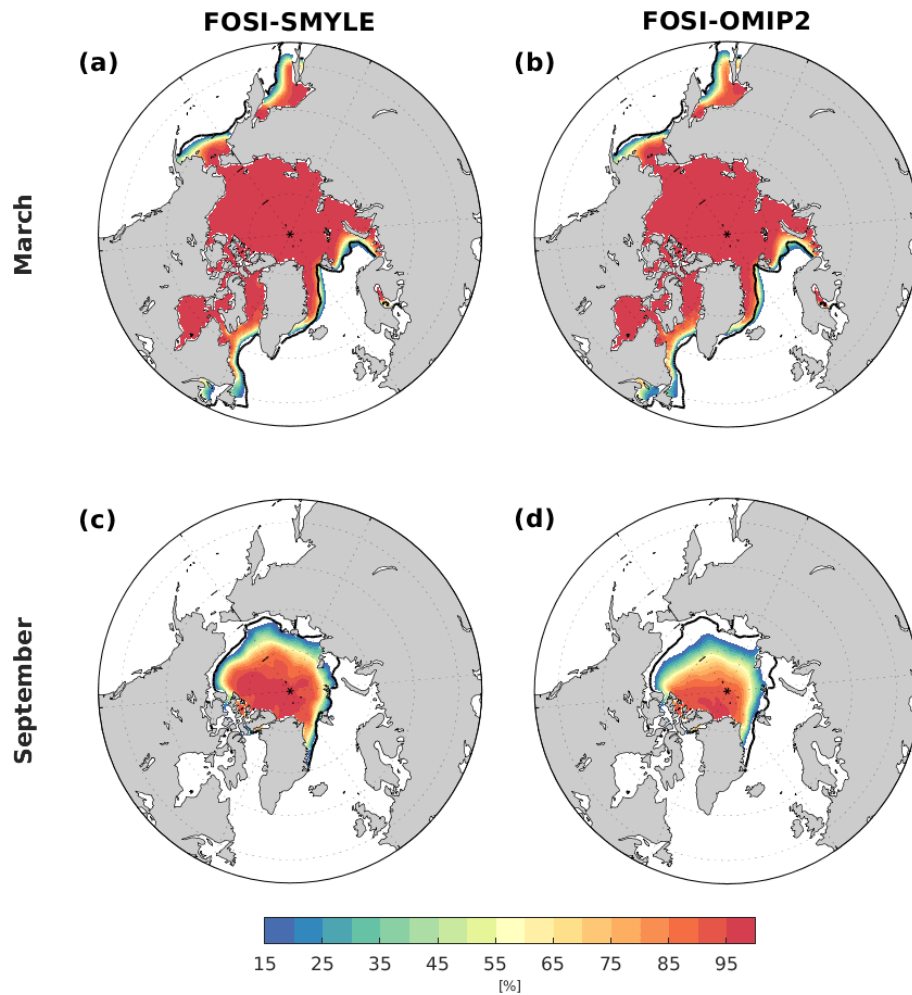 FOSI-SMYLE FOSI-OMIP2
(a) (b)
March
(c) (d)
September
15 25 35 45 55 65 75 85 95
[%]